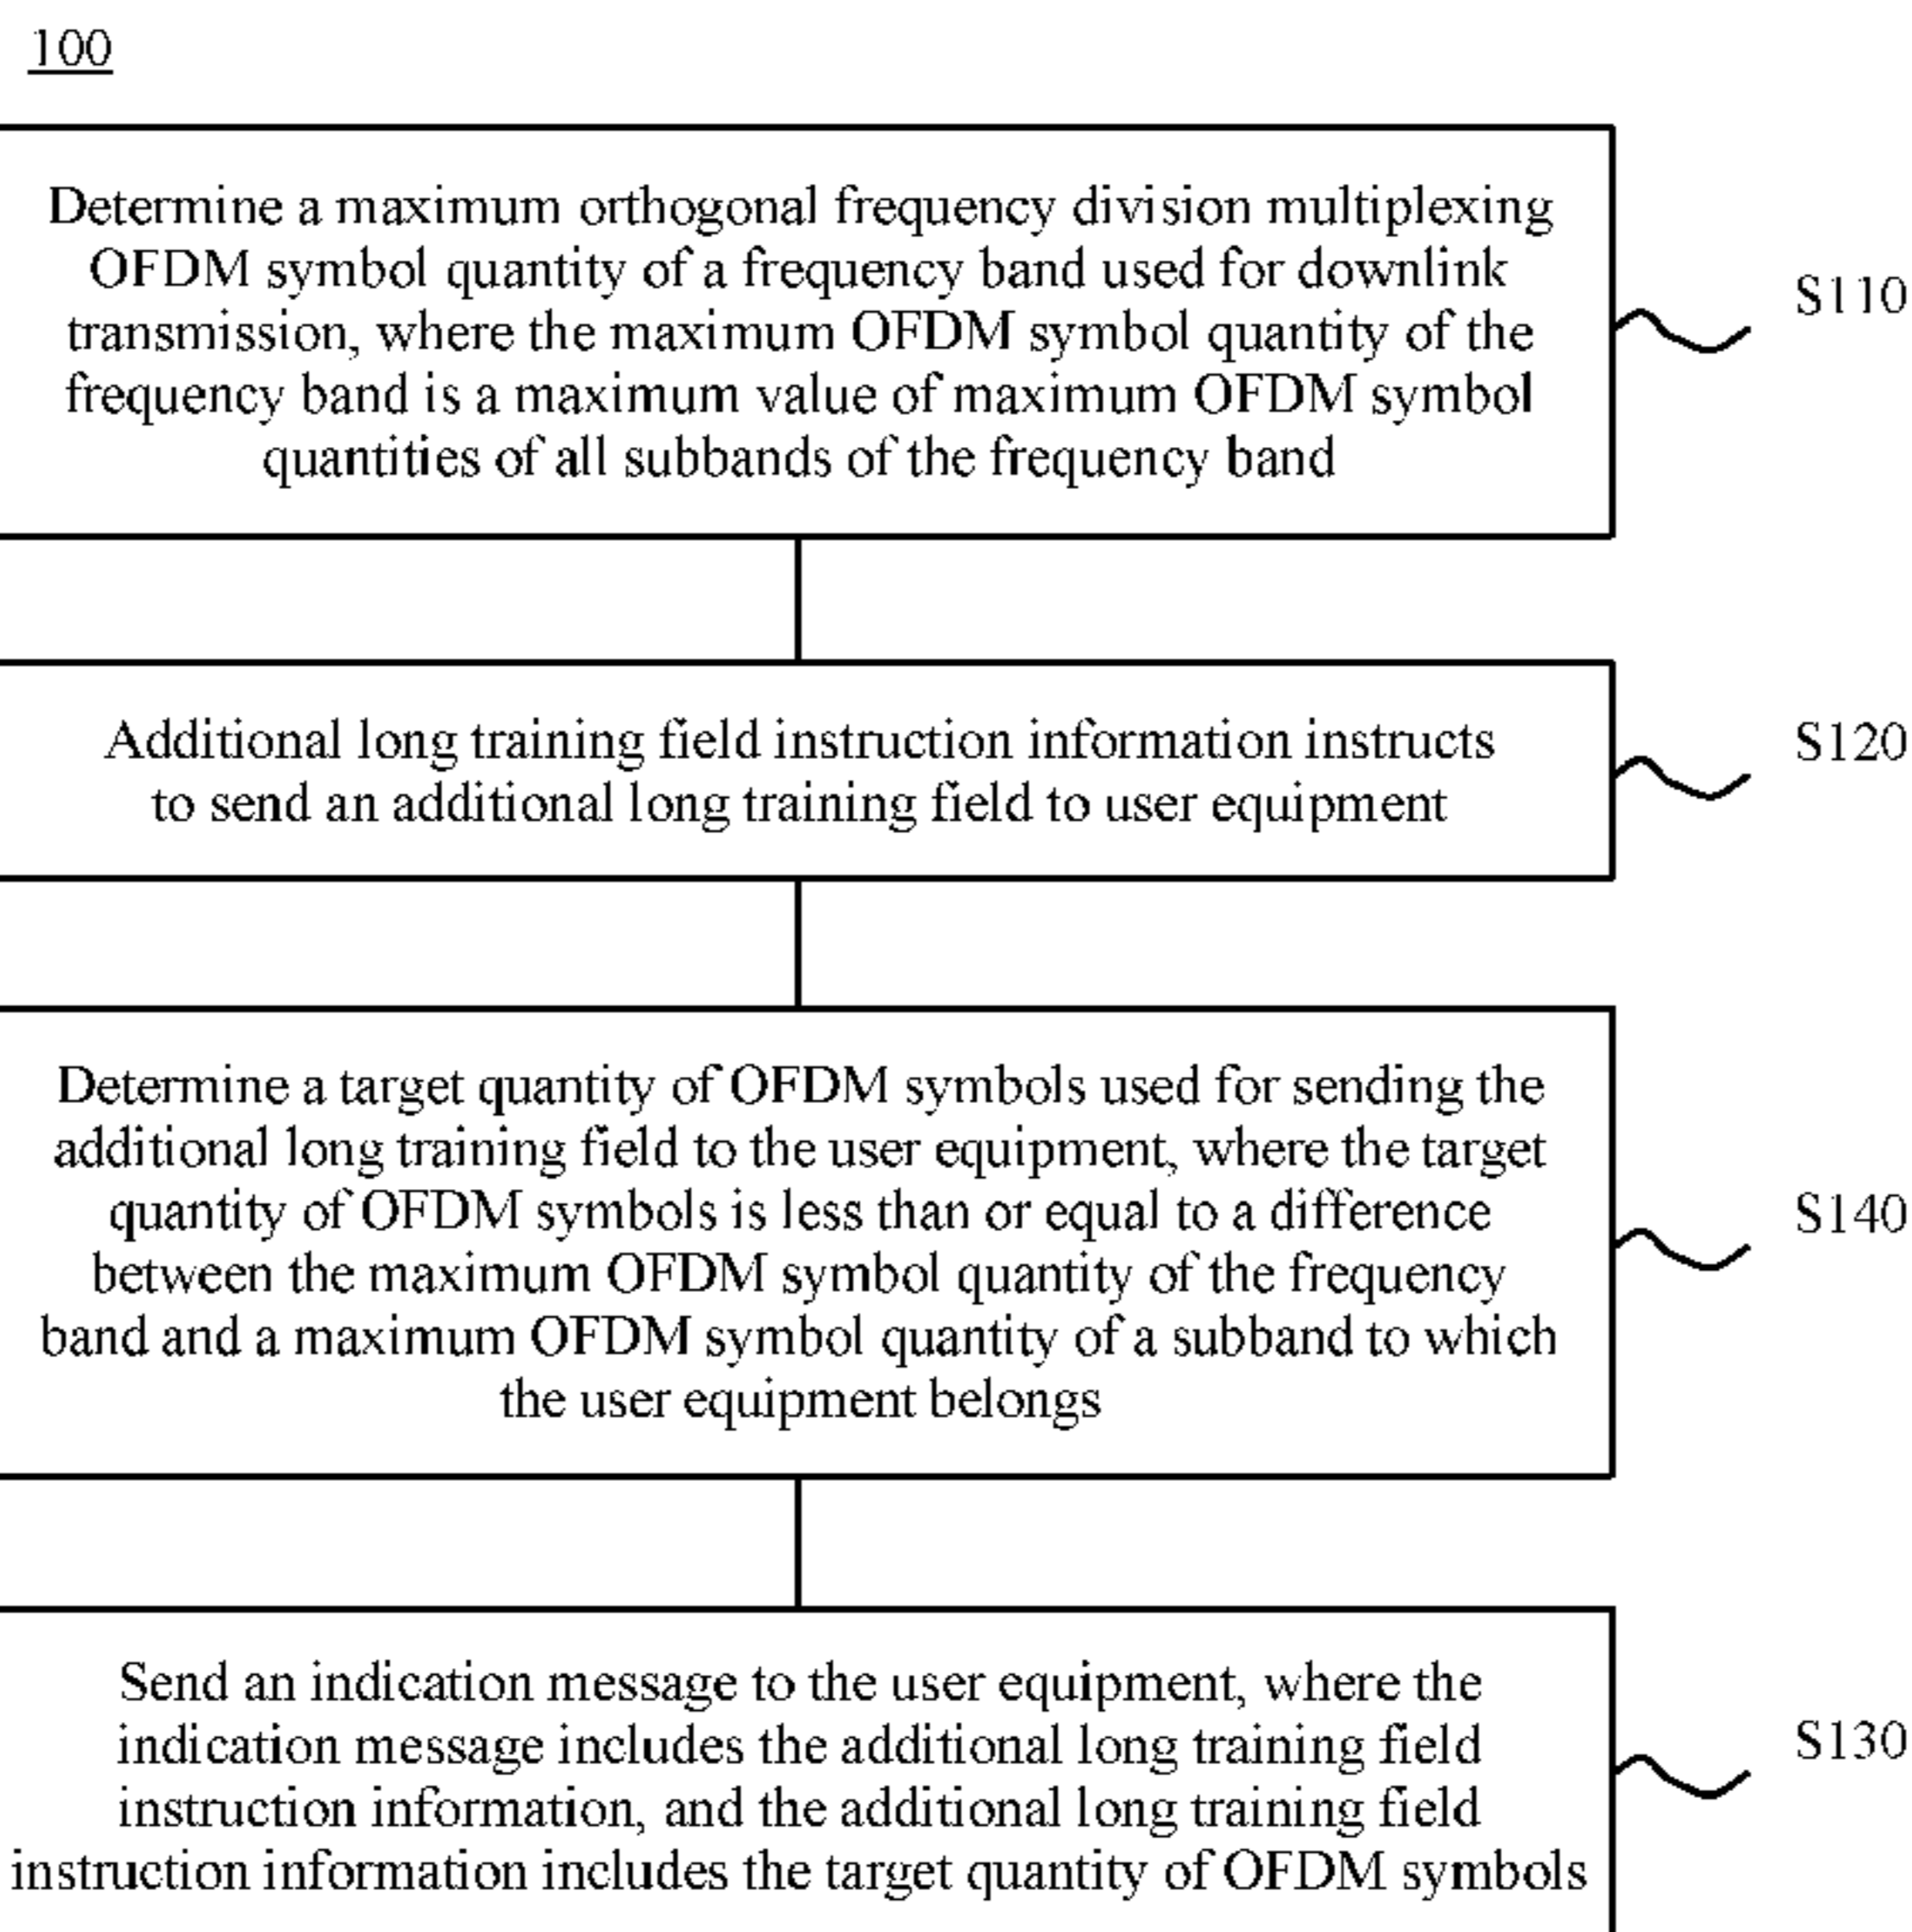 100
Determine a maximum orthogonal frequency division multiplexing
OFDM symbol quantity of a frequency band used for downlink
transmission, where the maximum OFDM symbol quantity of the
frequency band is a maximum value of maximum OFDM symbol
quantities of all subbands of the frequency band
S110
Additional long training field instruction information instructs
to send an additional long training field to user equipment
S120
Determine a target quantity of OFDM symbols used for sending the
additional long training field to the user equipment, where the target
quantity of OFDM symbols is less than or equal to a difference
between the maximum OFDM symbol quantity of the frequency
band and a maximum OFDM symbol quantity of a subband to which
the user equipment belongs
S140
Send an indication message to the user equipment, where the
indication message includes the additional long training field
instruction information, and the additional long training field
instruction information includes the target quantity of OFDM symbols
S130